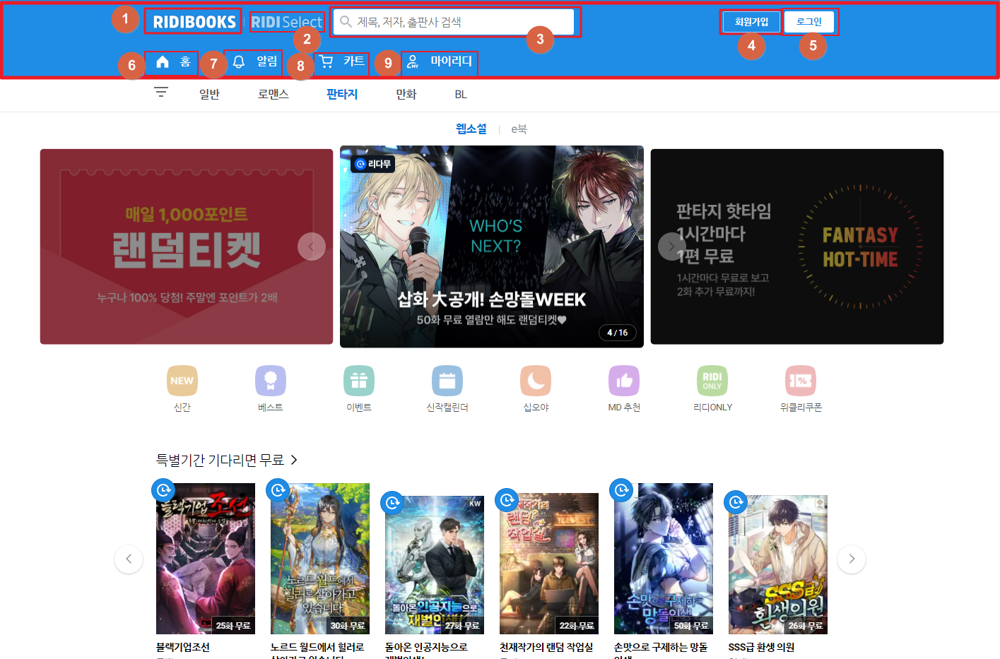 1 RIDIBOOKS RIDI Select 제목, 저자, 출판사 검색 회원가입 로그인
2 3 4 5
6 홈 7 알림 8 카트 9 마이리디
일반 로맨스 판타지 만화 BL
웹소설 | e북
매일 1,000포인트
랜덤티켓
누구나 100% 당첨! 주말엔 포인트가 2배
리다무
WHO'S
NEXT?
삽화 大공개! 손망돌WEEK
50화 무료 열람만 해도 랜덤티켓♥
4 / 16
판타지 핫타임
1시간마다
1편 무료
1시간마다 무료로 보고
2화 추가 무료까지!
FANTASY
HOT-TIME
NEW RIDI
ONLY %
신간 베스트 이벤트 신작캘린더 십오야 MD 추천 리디ONLY 위클리쿠폰
특별기간 기다리면 무료
블랙기업조선
25화 무료
노르드 월드에서
힐러로 살아가고
있습니다
30화 무료
KW
돌아온 인공지능으로
재벌인생!
27화 무료
천재작가의
랜덤
작업실
22화 무료
손맛으로 구제하는
망돌인생
50화 무료
SSS급
환생의원
26화 무료
블랙기업조선
노르드 월드에서 힐러로
살아가고 있습니다
돌아온 인공지능으로
재벌인생!
천재작가의 랜덤 작업실
손맛으로 구제하는 망돌
인생
SSS급 환생 의원